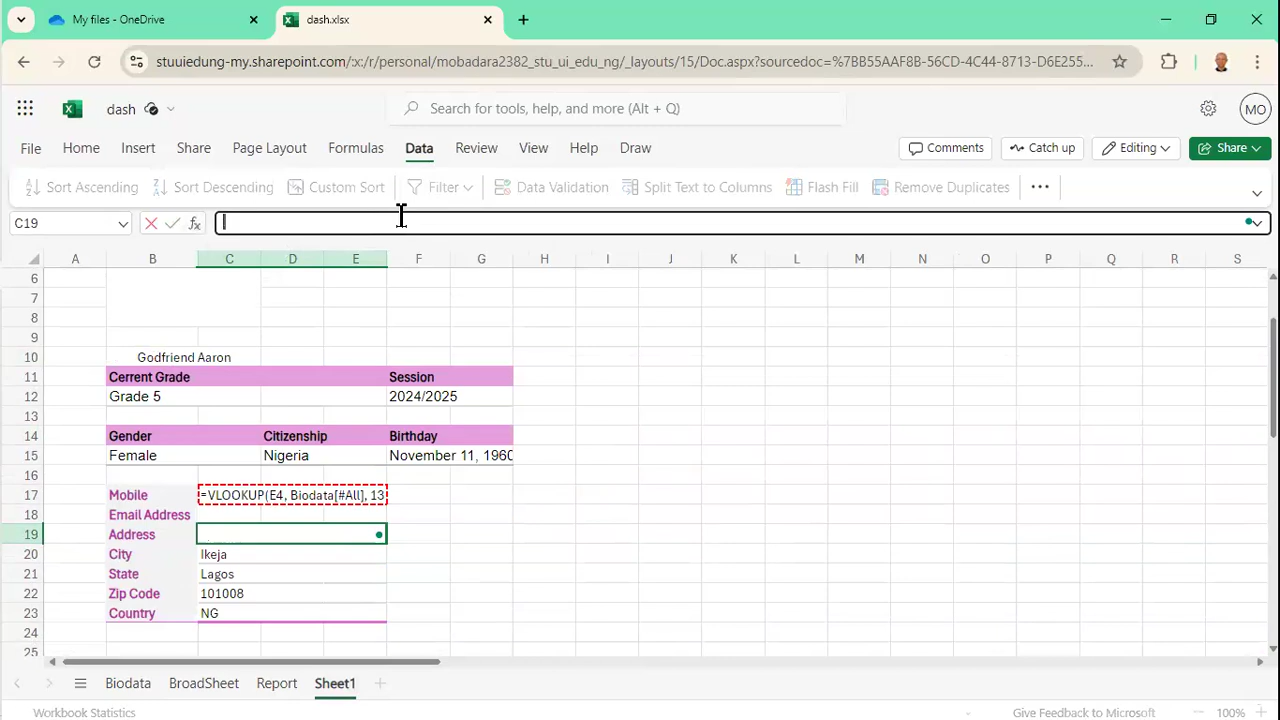 My files - OneDrive
dash.xlsx
stuuiedung-my.sharepoint.com/:x:/r/personal/mobidara2382_stu_ui_edu_ng/_layouts/15/Doc.aspx?sourcedoc=%7BB55AAF8B-56CD-4C44-8713-D6E255...
dash
Search for tools, help, and more (Alt + Q)
MO
File Home Insert Share Page Layout Formulas Data Review View Help Draw Comments Catch up Editing Share
Sort Ascending Sort Descending Custom Sort Filter Data Validation Split Text to Columns Flash Fill Remove Duplicates
C19 fx
A B C D E F G H I J K L M N O P Q R S
6
7
8
9
10 Godfriend Aaron
11 Cerrent Grade Session
12 Grade 5 2024/2025
13
14 Gender Citizenship Birthday
15 Female Nigeria November 11, 1960
16
17 Mobile =VLOOKUP(E4, Biodata[#All], 13
18 Email Address
19 Address
20 City Ikeja
21 State Lagos
22 Zip Code 101008
23 Country NG
24
25
Biodata BroadSheet Report Sheet1
Workbook Statistics Give Feedback to Microsoft 100%